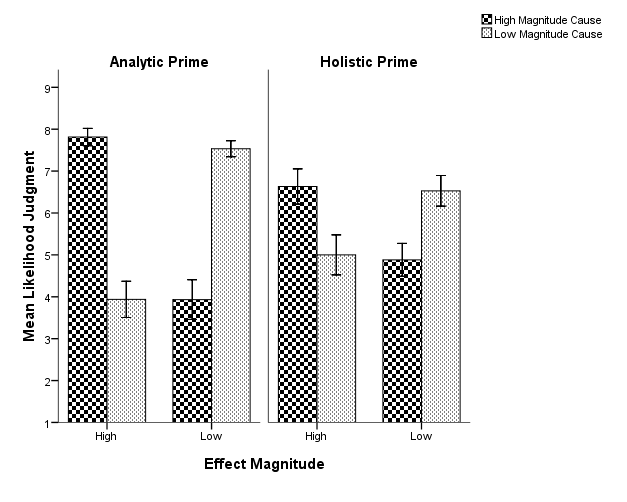 High Magnitude Cause
Low Magnitude Cause
Analytic Prime
Holistic Prime
Mean Likelihood Judgment
9
8
7
6
5
4
3
2
1
High
Low
High
Low
Effect Magnitude